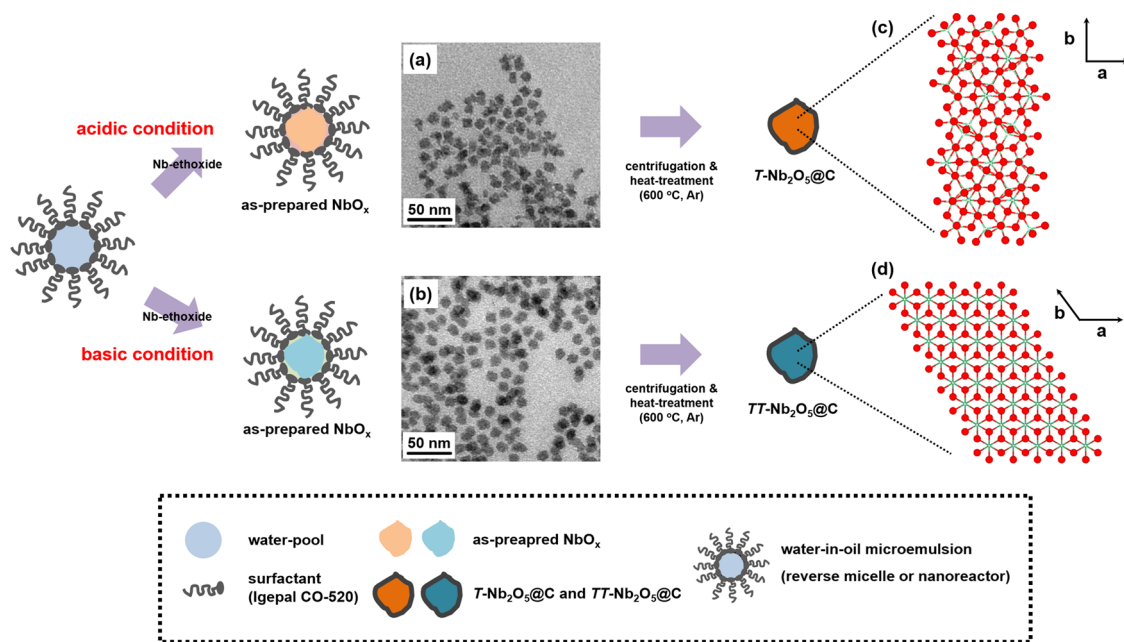 (a)
(c)
b
a
acidic condition
Nb-ethoxide
as-prepared NbOₓ
50 nm
centrifugation &
heat-treatment
(600 ᵒC, Ar)
T-Nb₂O₅@C
(b)
(d)
b
a
Nb-ethoxide
basic condition
as-prepared NbOₓ
50 nm
centrifugation &
heat-treatment
(600 ᵒC, Ar)
TT-Nb₂O₅@C
water-pool
as-preapred NbOₓ
surfactant
(Igepal CO-520)
T-Nb₂O₅@C and TT-Nb₂O₅@C
water-in-oil microemulsion
(reverse micelle or nanoreactor)